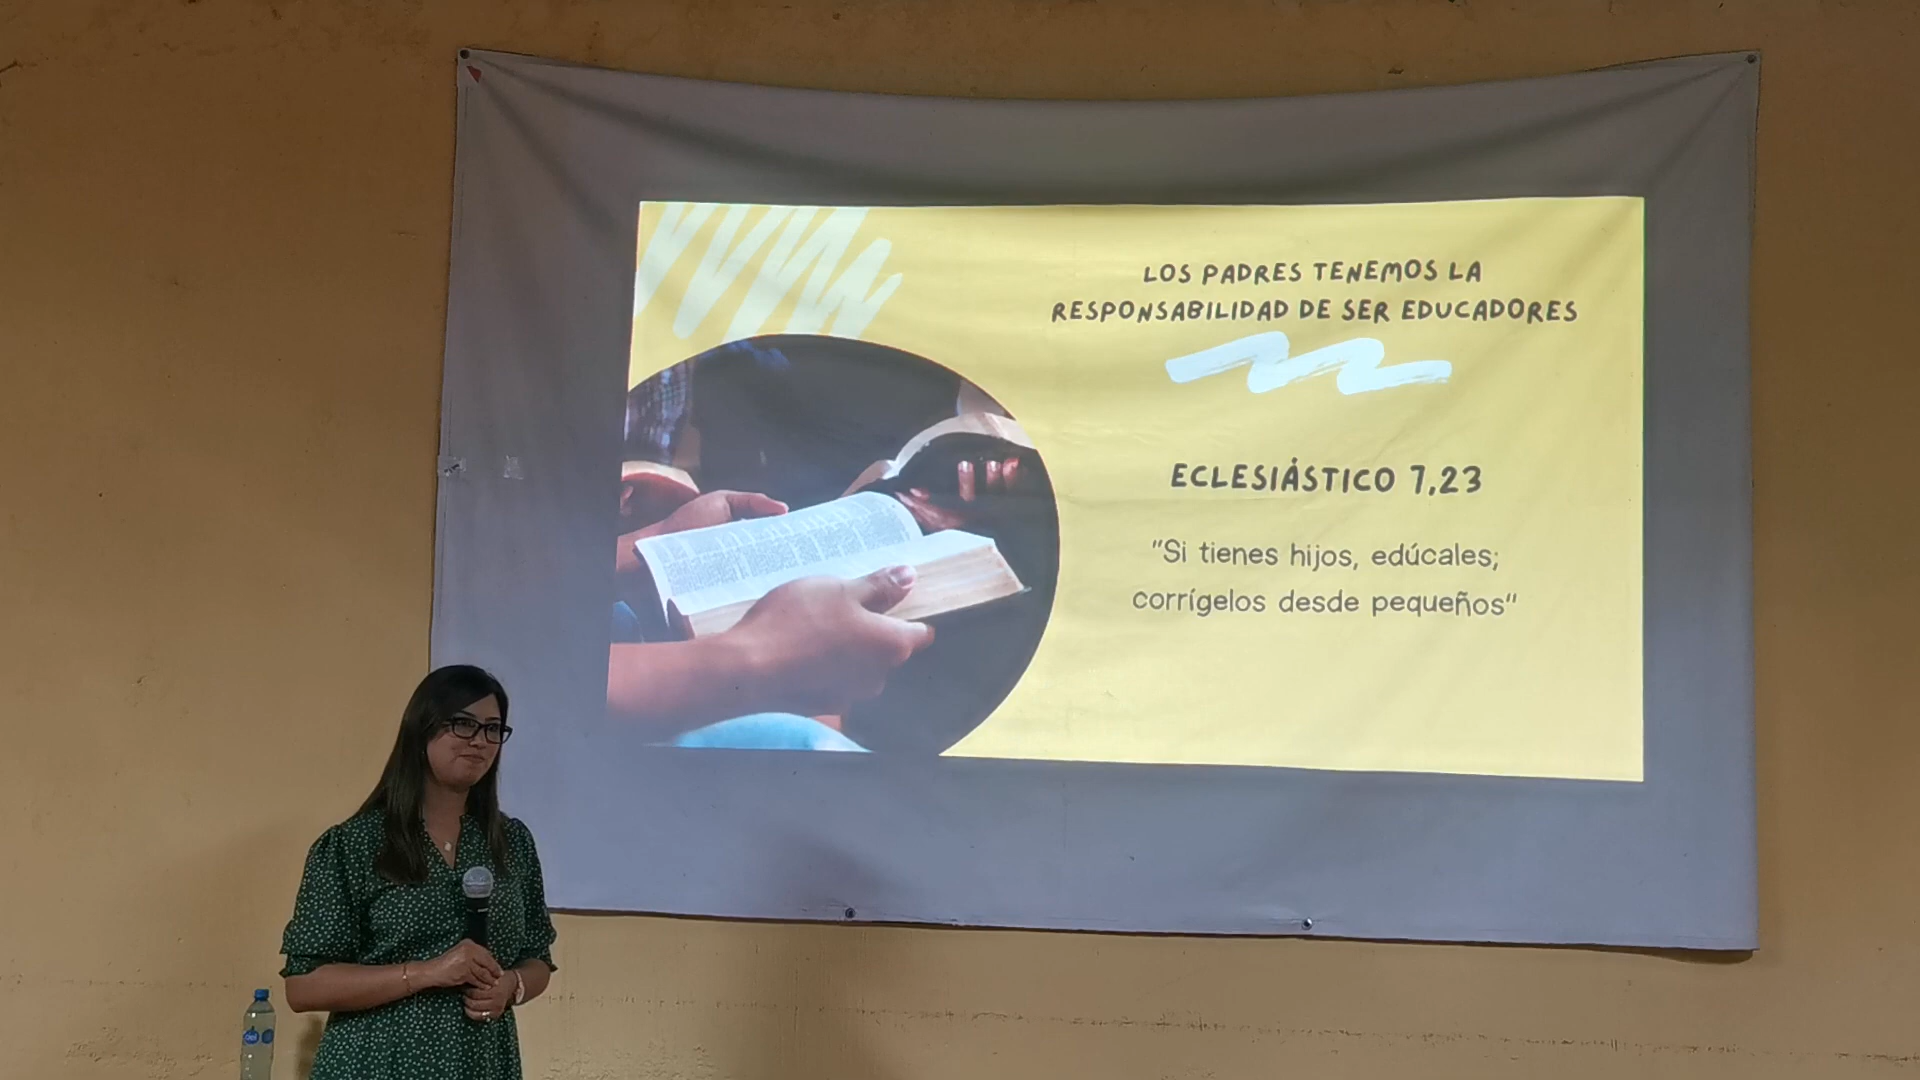 LOS PADRES TENEMOS LA
RESPONSABILIDAD DE SER EDUCADORES
ECLESIÁSTICO 7,23
"Si tienes hijos, edúcales;
corrígelos desde pequeños"